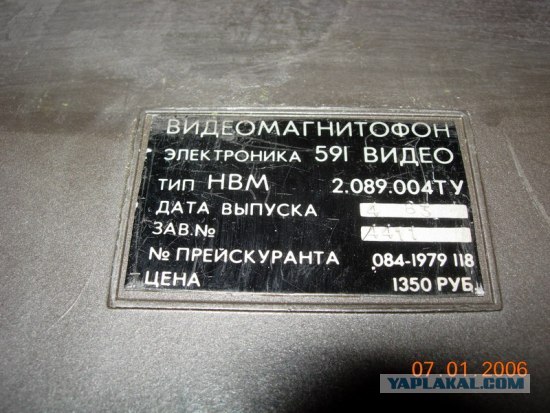 ВИДЕОМАГНИТОФОН
ЭЛЕКТРОНИКА 591 ВИДЕО
ТИП НВМ 2.089.004ТУ
ДАТА ВЫПУСКА
ЗАВ.№
№ ПРЕЙСКУРАНТА 084-1979 118
ЦЕНА 1350 РУБ.
07.01.2006
YAPLAKAL.COM